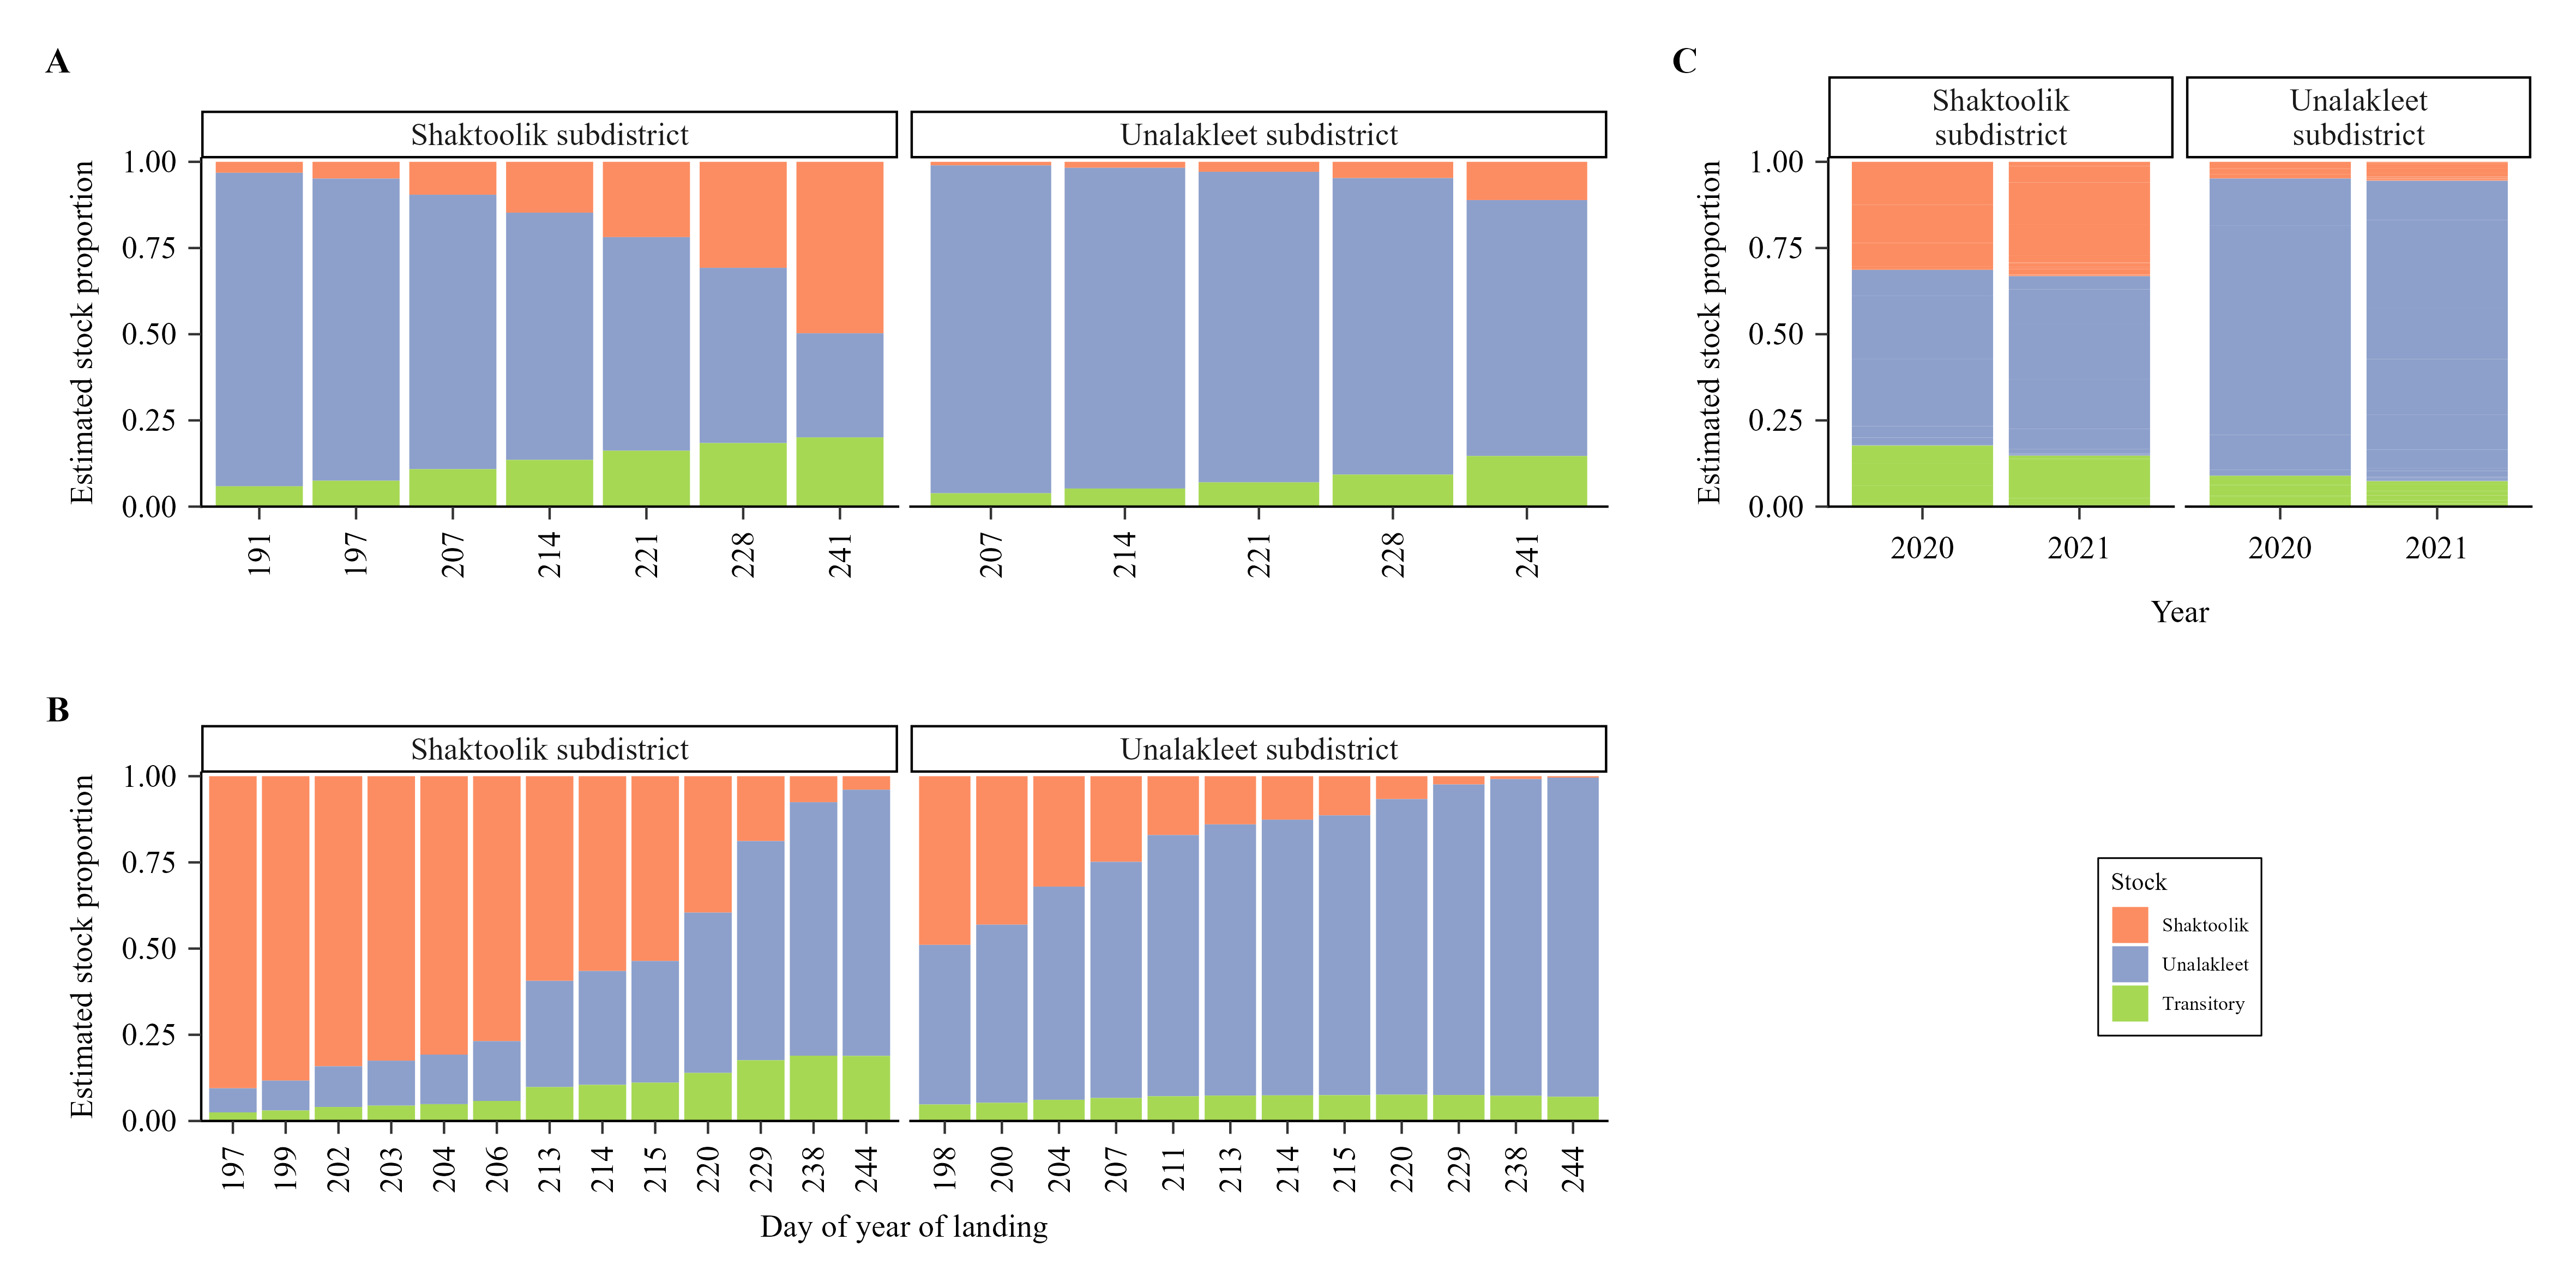 A
Shaktoolik subdistrict
Unalakleet subdistrict
Estimated stock proportion
1.00
0.75
0.50
0.25
0.00
191 197 207 214 221 228 241
207 214 221 228 241
C
Shaktoolik
subdistrict
Unalakleet
subdistrict
Estimated stock proportion
1.00
0.75
0.50
0.25
0.00
2020 2021
2020 2021
Year
B
Shaktoolik subdistrict
Unalakleet subdistrict
Estimated stock proportion
1.00
0.75
0.50
0.25
0.00
197 199 202 203 204 206 213 214 215 220 229 238 244
198 200 204 207 211 213 214 215 220 229 238 244
Day of year of landing
Stock
Shaktoolik
Unalakleet
Transitory